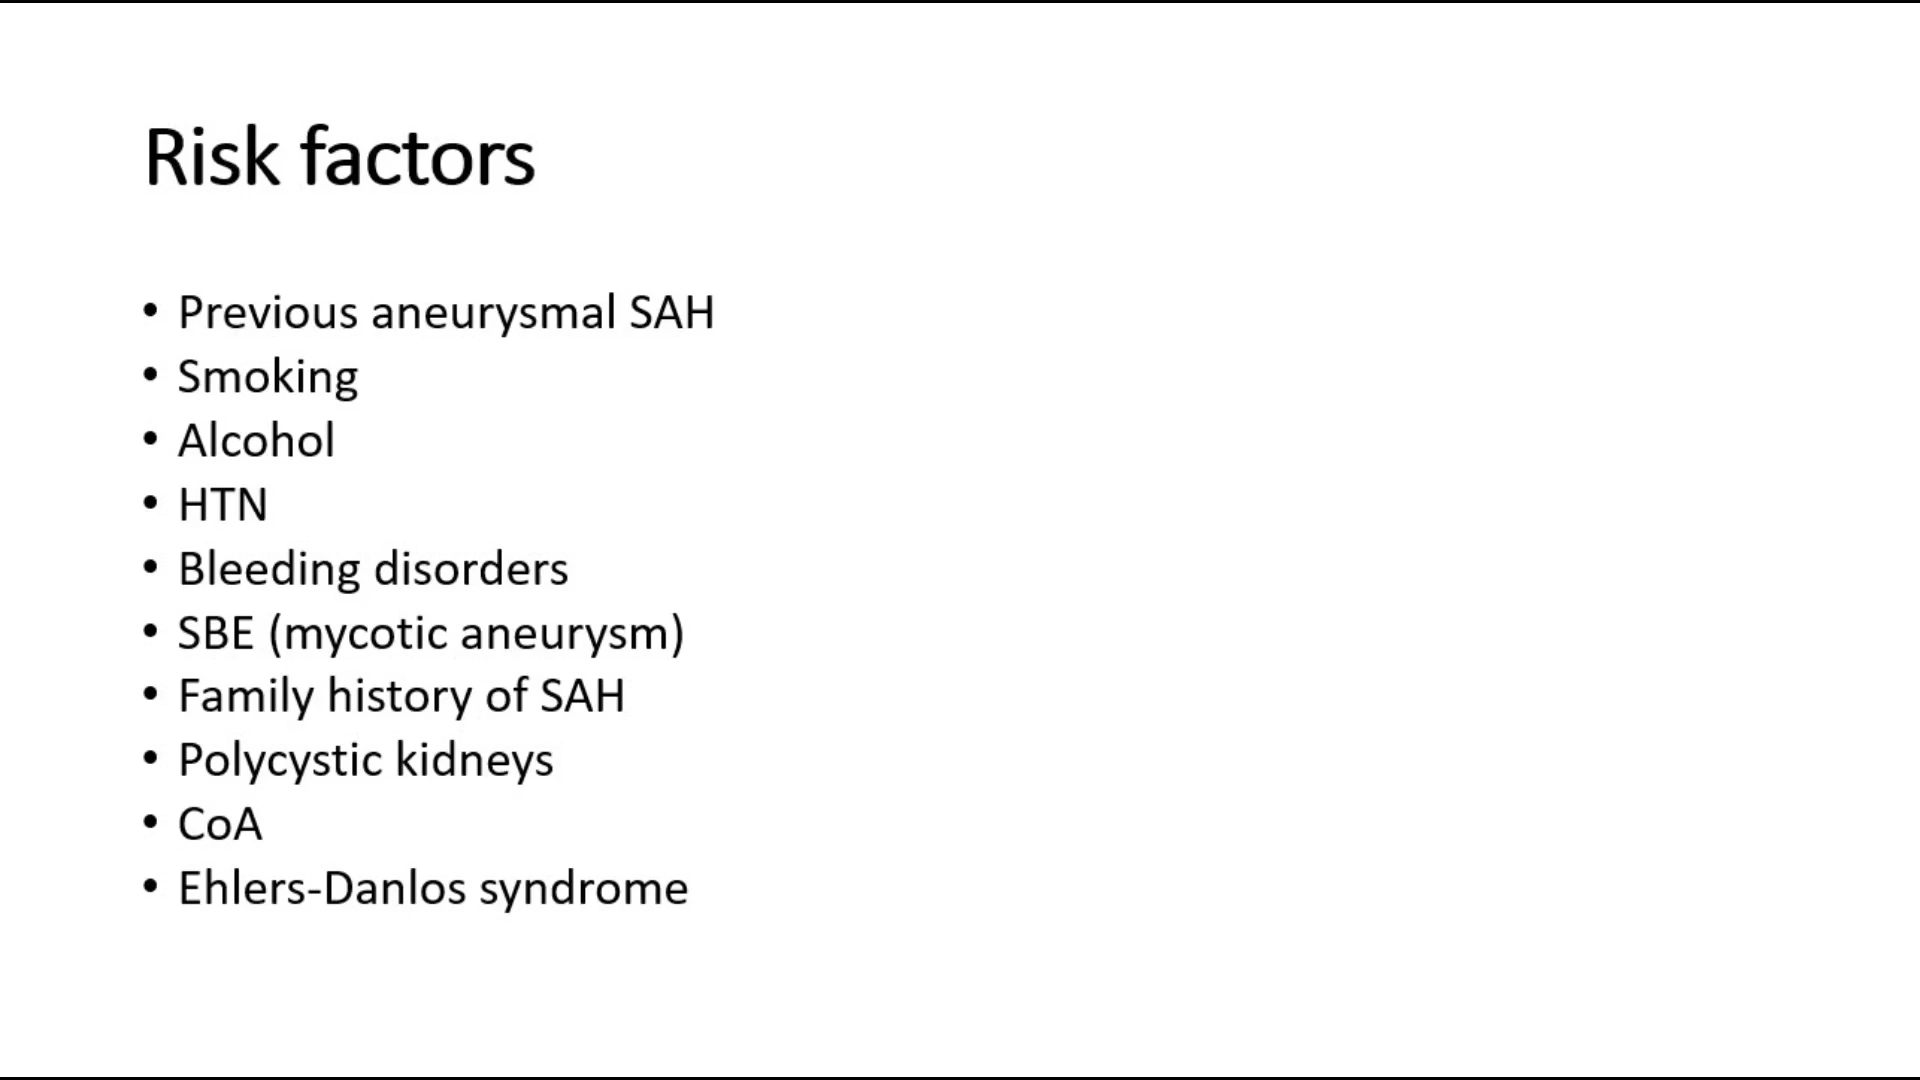 Risk factors
• Previous aneurysmal SAH
• Smoking
• Alcohol
• HTN
• Bleeding disorders
• SBE (mycotic aneurysm)
• Family history of SAH
• Polycystic kidneys
• CoA
• Ehlers-Danlos syndrome